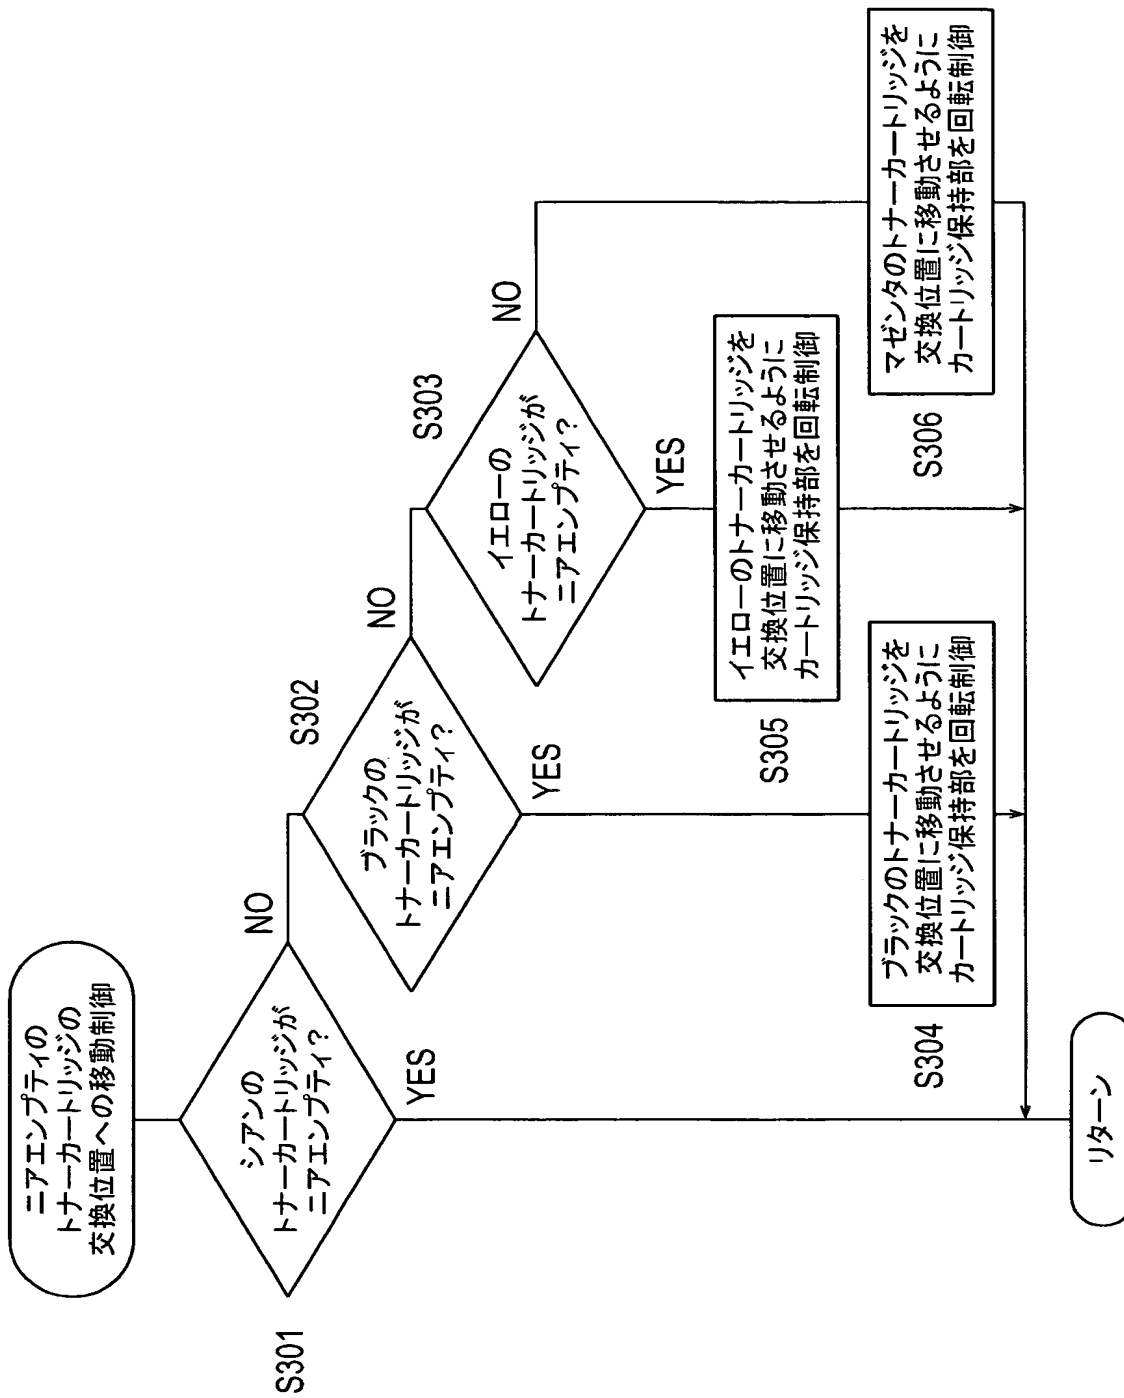 ニアエンプティの
トナーカートリッジの
交換位置への移動制御
S301
シアンの
トナーカートリッジが
ニアエンプティ?
NO
YES
S302
ブラックの
トナーカートリッジが
ニアエンプティ?
NO
YES
S303
イエローの
トナーカートリッジが
ニアエンプティ?
NO
YES
S304
ブラックのトナーカートリッジを
交換位置に移動させるように
カートリッジ保持部を回転制御
S305
イエローのトナーカートリッジを
交換位置に移動させるように
カートリッジ保持部を回転制御
S306
マゼンタのトナーカートリッジを
交換位置に移動させるように
カートリッジ保持部を回転制御
リターン